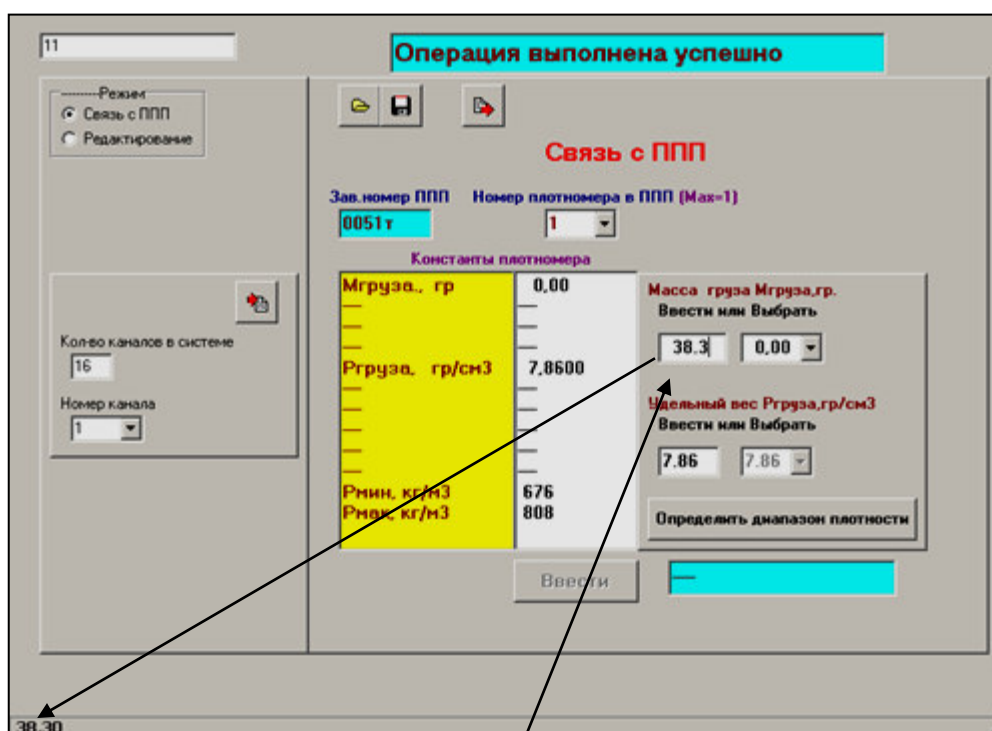 11
Операция выполнена успешно
--------Режим
Связь с ППП
Редактирование
Связь с ППП
Зав.номер ППП Номер плотномера в ППП (Max=1)
0051т 1
Константы плотномера
Мгруза., гр 0,00
Ргруза, гр/см3 7,8600
Рмин, кг/м3 676
Рмак, кг/м3 808
Масса груза Мгруза,гр.
Ввести или Выбрать
38.3 0,00
Удельный вес Ргруза,гр/см3
Ввести или Выбрать
7.86 7.86
Определить диапазон плотности
Ввести
Кол-во каналов в системе
16
Номер канала
1
38.30